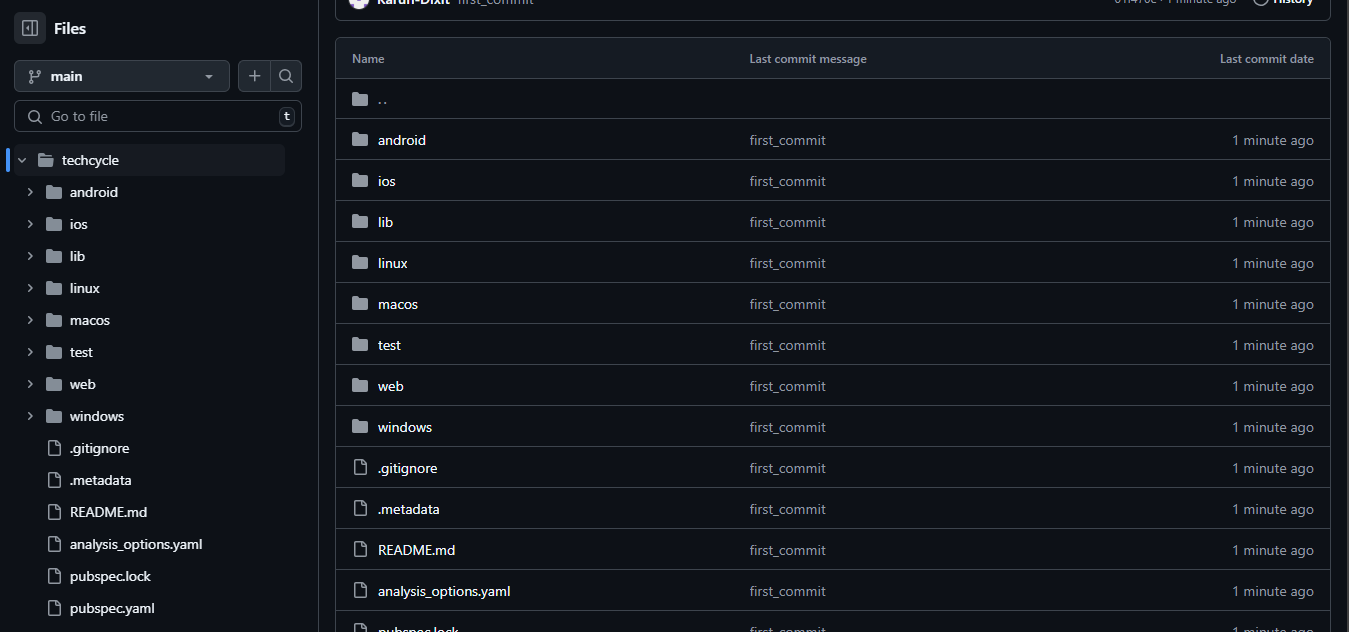 Files
main
Go to file
t
techcycle
android
ios
lib
linux
macos
test
web
windows
.gitignore
.metadata
README.md
analysis_options.yaml
pubspec.lock
pubspec.yaml
Karun-Dixit first_commit
1 minute ago
History
Name Last commit message Last commit date
..
android first_commit 1 minute ago
ios first_commit 1 minute ago
lib first_commit 1 minute ago
linux first_commit 1 minute ago
macos first_commit 1 minute ago
test first_commit 1 minute ago
web first_commit 1 minute ago
windows first_commit 1 minute ago
.gitignore first_commit 1 minute ago
.metadata first_commit 1 minute ago
README.md first_commit 1 minute ago
analysis_options.yaml first_commit 1 minute ago
pubspec.lock first_commit 1 minute ago